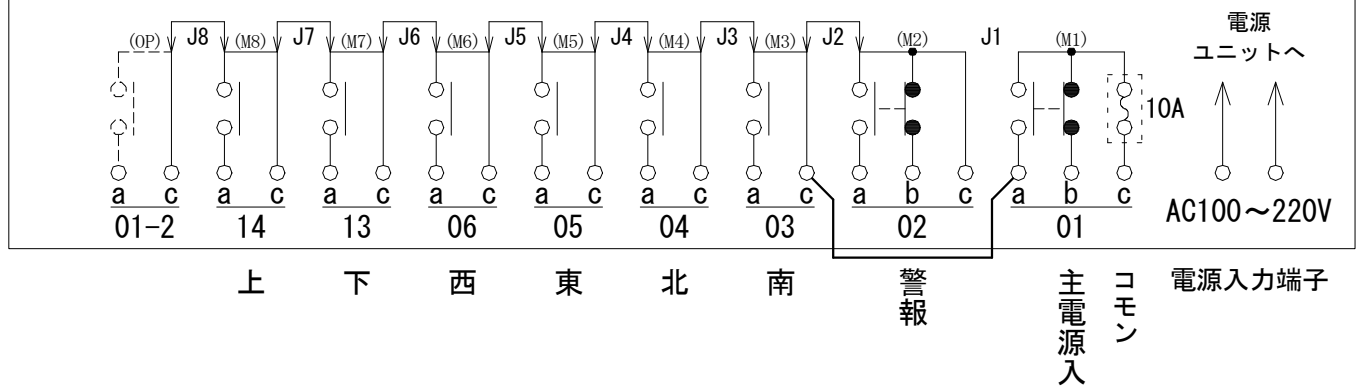 (OP) J8 (M8) J7 (M7) J6 (M6) J5 (M5) J4 (M4) J3 (M3) J2 (M2) J1 (M1)
電源
ユニットへ
10A
a c a c a c a c a c a c a c a b c a b c
01-2 14 13 06 05 04 03 02 01 AC100～220V
上 下 西 東 北 南 警報 主電源入 コモン 電源入力端子